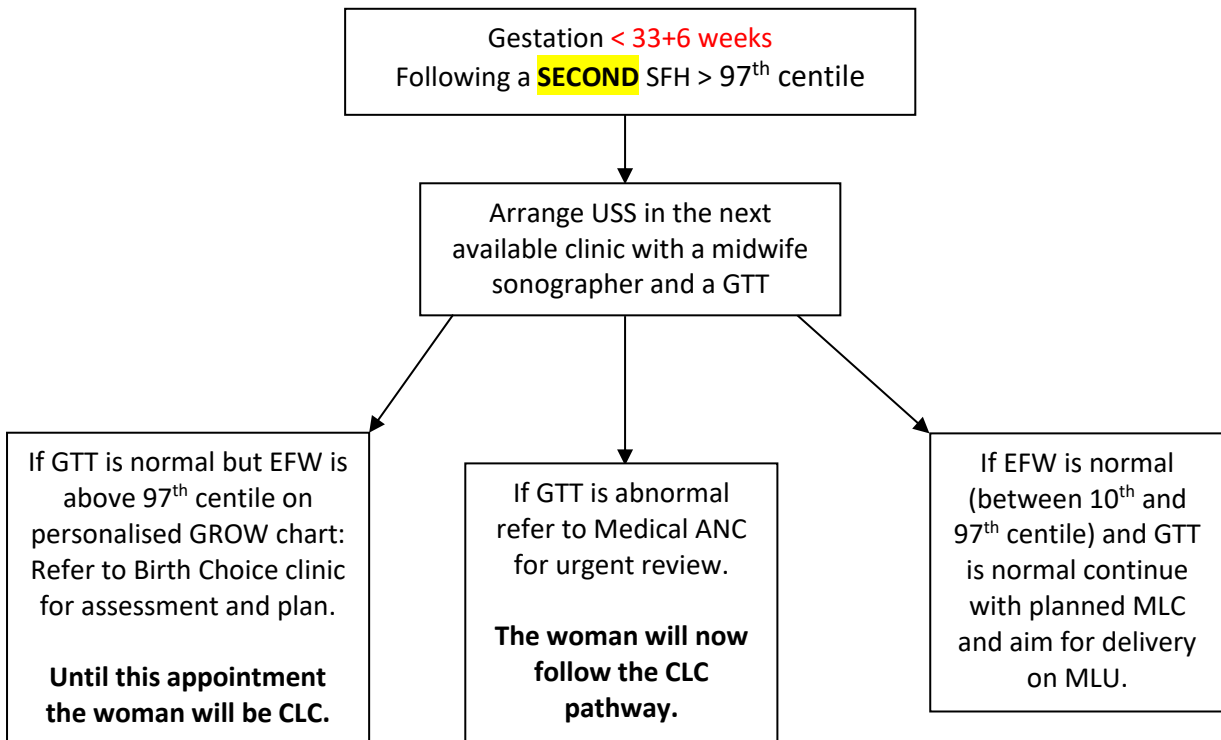 Gestation < 33+6 weeks
Following a SECOND SFH > 97th centile
Arrange USS in the next
available clinic with a midwife
sonographer and a GTT
If GTT is normal but EFW is
above 97th centile on
personalised GROW chart:
Refer to Birth Choice clinic
for assessment and plan.
Until this appointment
the woman will be CLC.
If GTT is abnormal
refer to Medical ANC
for urgent review.
The woman will now
follow the CLC
pathway.
If EFW is normal
(between 10th and
97th centile) and GTT
is normal continue
with planned MLC
and aim for delivery
on MLU.